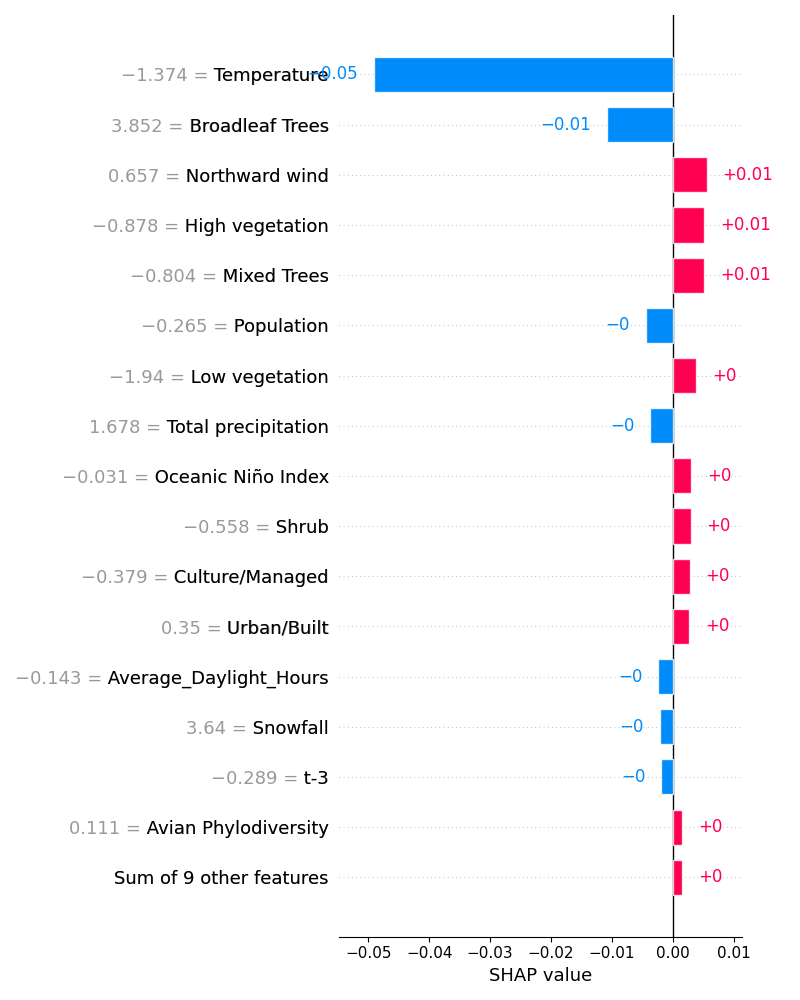 −1.374 = Temperature −0.05
3.852 = Broadleaf Trees −0.01
0.657 = Northward wind +0.01
−0.878 = High vegetation +0.01
−0.804 = Mixed Trees +0.01
−0.265 = Population −0
−1.94 = Low vegetation +0
1.678 = Total precipitation −0
−0.031 = Oceanic Niño Index +0
−0.558 = Shrub +0
−0.379 = Culture/Managed +0
0.35 = Urban/Built +0
−0.143 = Average_Daylight_Hours −0
3.64 = Snowfall −0
−0.289 = t-3 −0
0.111 = Avian Phylodiversity +0
Sum of 9 other features +0
−0.05 −0.04 −0.03 −0.02 −0.01 0.00 0.01
SHAP value